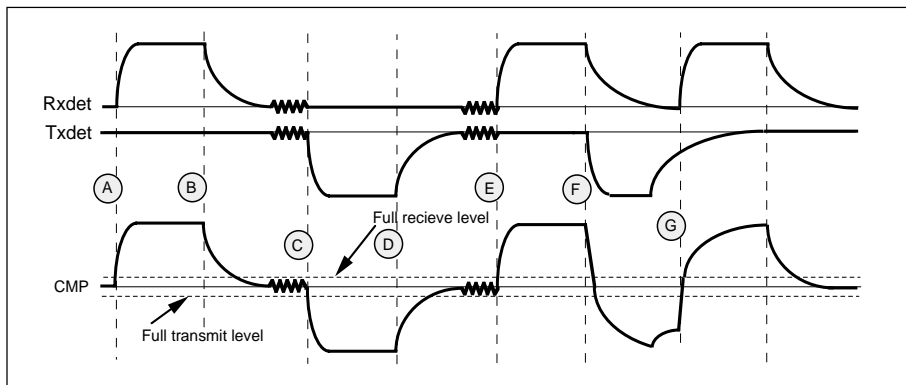 Rxdet
Txdet
A
B
E
F
Full recieve level
G
C
D
CMP
Full transmit level